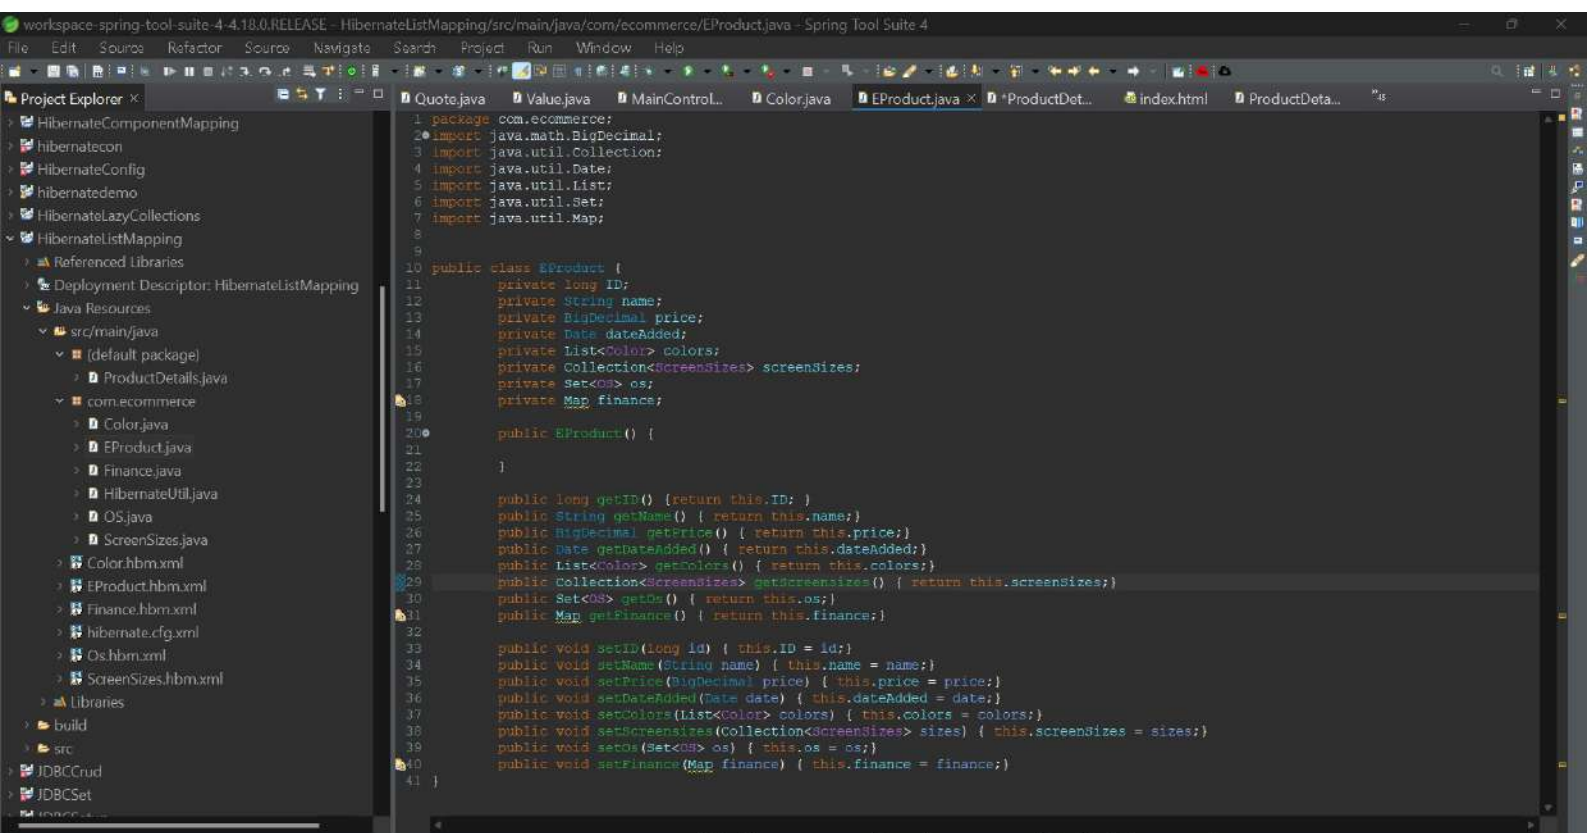 workspace-spring-tool-suite-4-4.18.0.RELEASE - HibernateListMapping/src/main/java/com/ecommerce/EProduct.java - Spring Tool Suite 4
File Edit Source Refactor Source Navigate Search Project Run Window Help
Project Explorer
Quote.java Value.java MainControl... Color.java EProduct.java *ProductDet... index.html ProductDeta...
HibernateComponentMapping
hibernatecon
HibernateConfig
hibernatedemo
HibernateLazyCollections
HibernateListMapping
Referenced Libraries
Deployment Descriptor: HibernateListMapping
Java Resources
src/main/java
(default package)
ProductDetails.java
com.ecommerce
Color.java
EProduct.java
Finance.java
HibernateUtil.java
OS.java
ScreenSizes.java
Color.hbm.xml
EProduct.hbm.xml
Finance.hbm.xml
hibernate.cfg.xml
Os.hbm.xml
ScreenSizes.hbm.xml
Libraries
build
src
JDBCCrud
JDBCSet
1 package com.ecommerce;
2 import java.math.BigDecimal;
3 import java.util.Collection;
4 import java.util.Date;
5 import java.util.List;
6 import java.util.Set;
7 import java.util.Map;
8
9
10 public class EProduct {
11 private long ID;
12 private String name;
13 private BigDecimal price;
14 private Date dateAdded;
15 private List<Color> colors;
16 private Collection<ScreenSizes> screenSizes;
17 private Set<OS> os;
18 private Map finance;
19
20 public EProduct() {
21
22 }
23
24 public long getID() {return this.ID; }
25 public String getName() { return this.name;}
26 public BigDecimal getPrice() { return this.price;}
27 public Date getDateAdded() { return this.dateAdded;}
28 public List<Color> getColors() { return this.colors;}
29 public Collection<ScreenSizes> getScreensizes() { return this.screenSizes;}
30 public Set<OS> getOs() { return this.os;}
31 public Map getFinance() { return this.finance;}
32
33 public void setID(long id) { this.ID = id;}
34 public void setName(String name) { this.name = name;}
35 public void setPrice(BigDecimal price) { this.price = price;}
36 public void setDateAdded(Date date) { this.dateAdded = date;}
37 public void setColors(List<Color> colors) { this.colors = colors;}
38 public void setScreensizes(Collection<ScreenSizes> sizes) { this.screenSizes = sizes;}
39 public void setOs(Set<OS> os) { this.os = os;}
40 public void setFinance(Map finance) { this.finance = finance;}
41 }